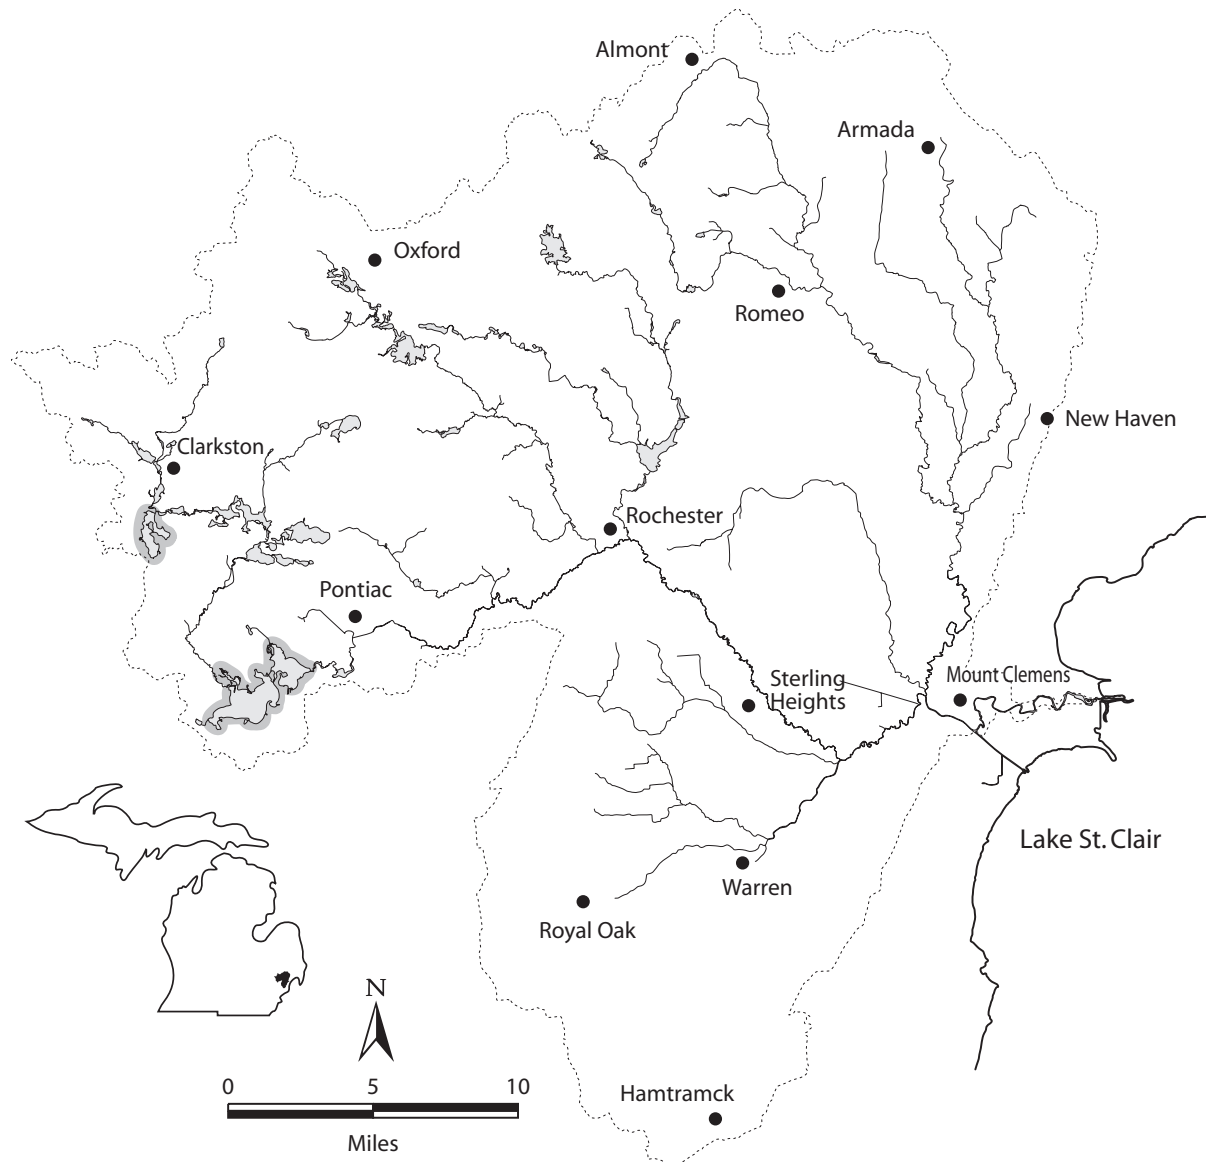 Almont
Armada
Oxford
Romeo
New Haven
Clarkston
Rochester
Pontiac
Mount Clemens
Sterling
Heights
Lake St. Clair
Warren
Royal Oak
N
0 5 10
Miles
Hamtramck